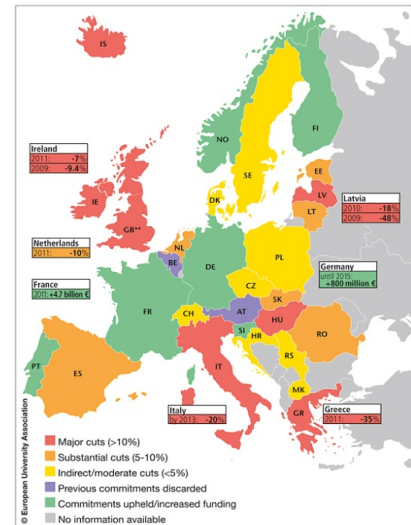 IS
NO
FI
SE
Ireland
2011: -7%
2009: -9.4%
EE
LV
LT
Latvia
2010: -18%
2009: -48%
DK
IE
GB**
Netherlands
2011: -10%
NL
BE
DE
PL
Germany
until 2015:
+800 million €
France
2011:+4.7 billion €
CZ
SK
FR
CH
AT
HU
SI
HR
RO
RS
PT
ES
IT
MK
GR
Italy
by 2013: -20%
Greece
2011: -35%
Major cuts (>10%)
Substantial cuts (5-10%)
Indirect/moderate cuts (<5%)
Previous commitments discarded
Commitments upheld/increased funding
No information available
© European University Association